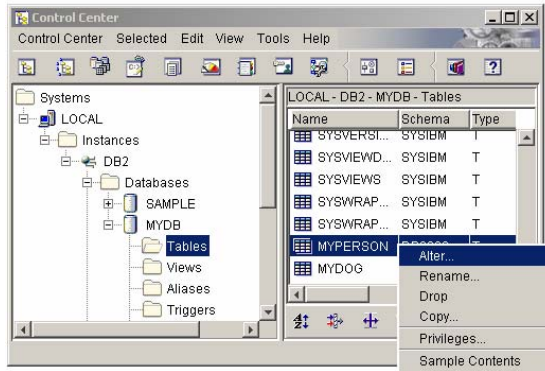 Control Center
Control Center Selected Edit View Tools Help
Systems
LOCAL
Instances
DB2
Databases
SAMPLE
MYDB
Tables
Views
Aliases
Triggers
LOCAL - DB2 - MYDB - Tables
Name Schema Type
SYSVERSI... SYSIBM T
SYSVIEWD... SYSIBM T
SYSVIEWS SYSIBM T
SYSWRAP... SYSIBM T
SYSWRAP... SYSIBM T
MYPERSON
MYDOG
Alter...
Rename...
Drop
Copy...
Privileges...
Sample Contents